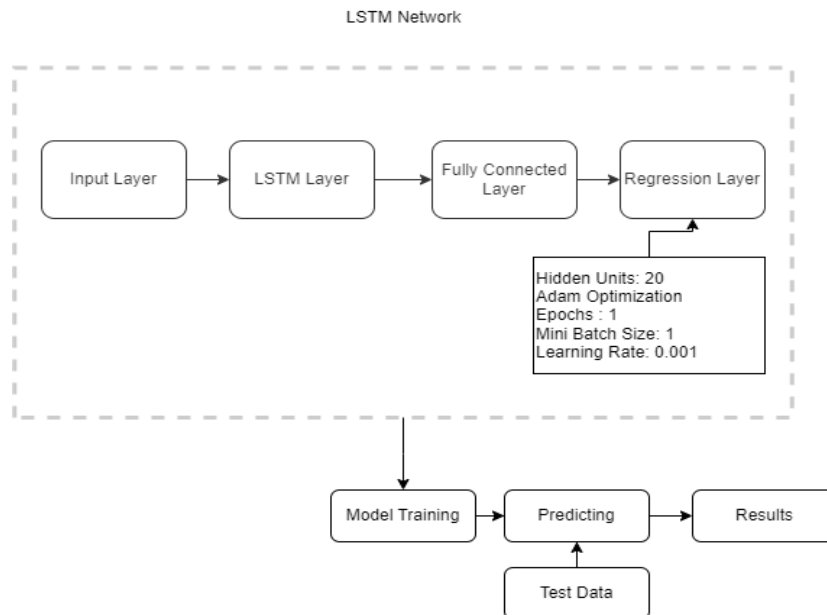 LSTM Network
Input Layer
LSTM Layer
Fully Connected
Layer
Regression Layer
Hidden Units: 20
Adam Optimization
Epochs : 1
Mini Batch Size: 1
Learning Rate: 0.001
Model Training
Predicting
Results
Test Data